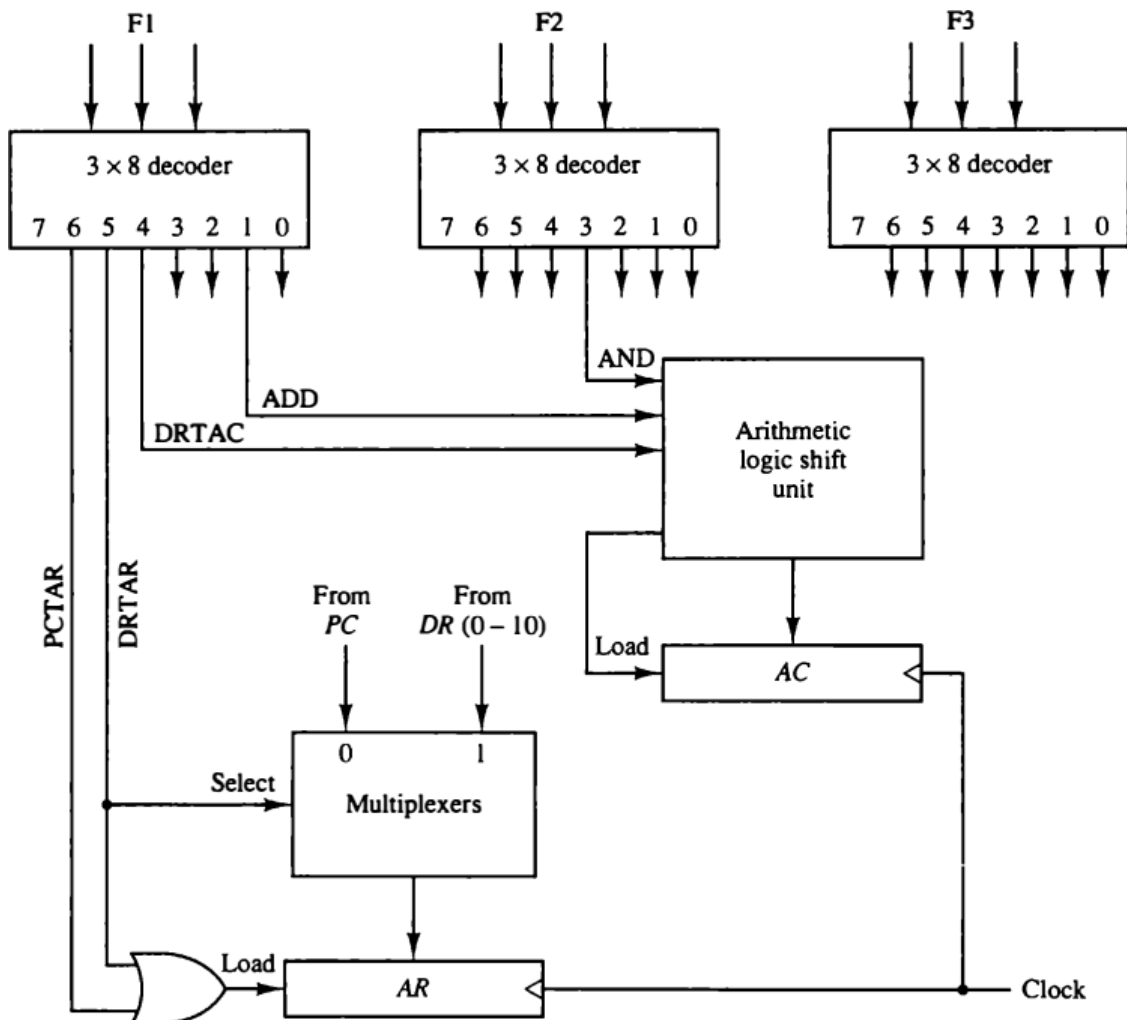 F1
F2
F3
3 × 8 decoder
3 × 8 decoder
3 × 8 decoder
7 6 5 4 3 2 1 0
7 6 5 4 3 2 1 0
7 6 5 4 3 2 1 0
AND
ADD
DRTAC
Arithmetic
logic shift
unit
PCTAR
DRTAR
From
PC
From
DR (0 – 10)
Load
AC
0 1
Select
Multiplexers
Load
AR
Clock